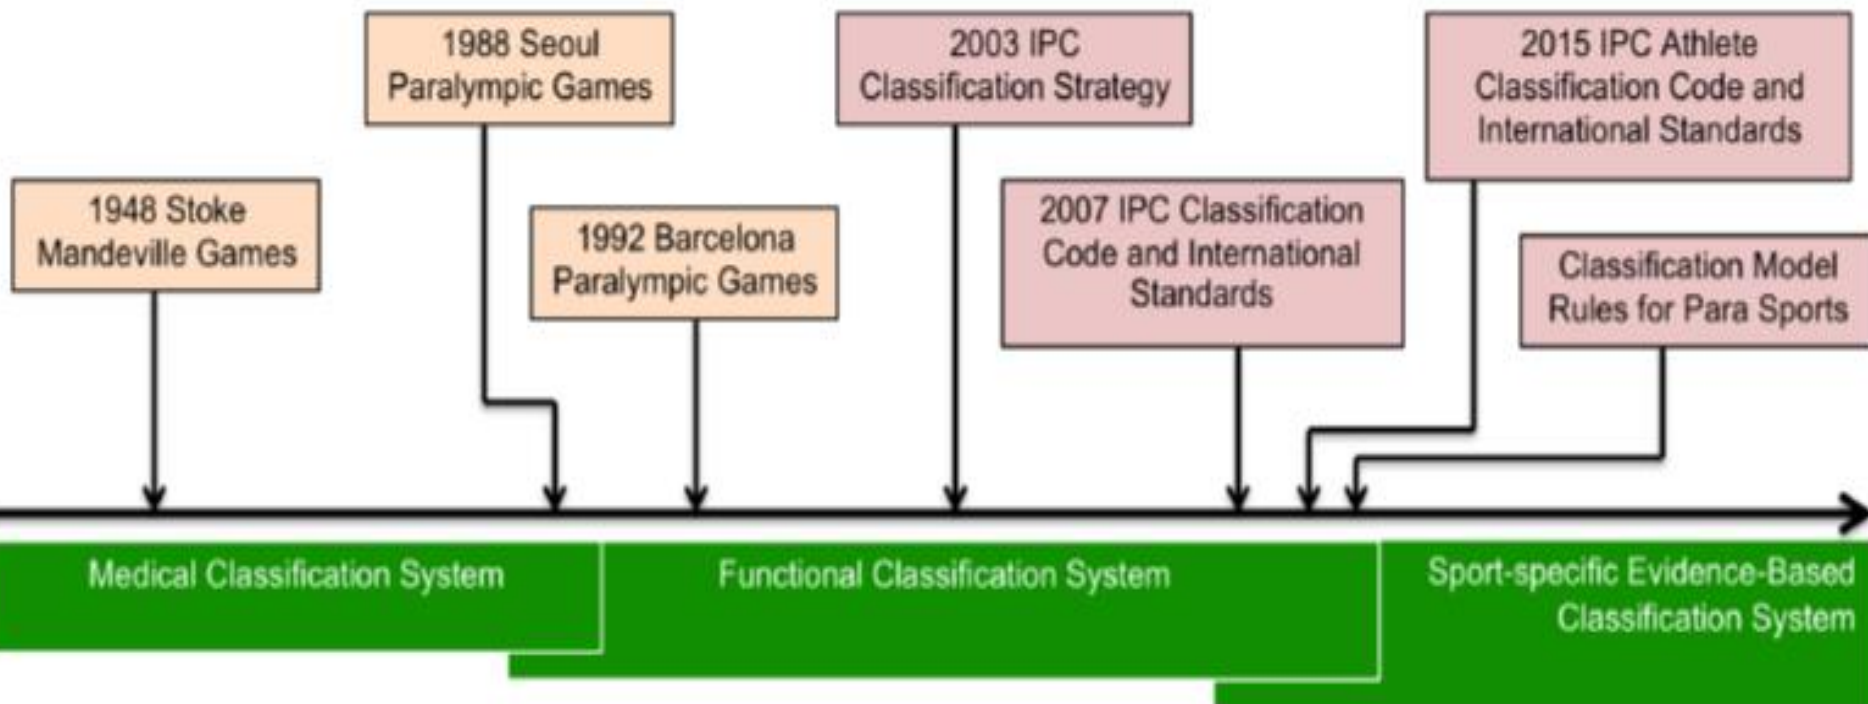 1988 Seoul
Paralympic Games
2003 IPC
Classification Strategy
2015 IPC Athlete
Classification Code and
International Standards
1948 Stoke
Mandeville Games
1992 Barcelona
Paralympic Games
2007 IPC Classification
Code and International
Standards
Classification Model
Rules for Para Sports
Medical Classification System
Functional Classification System
Sport-specific Evidence-Based
Classification System